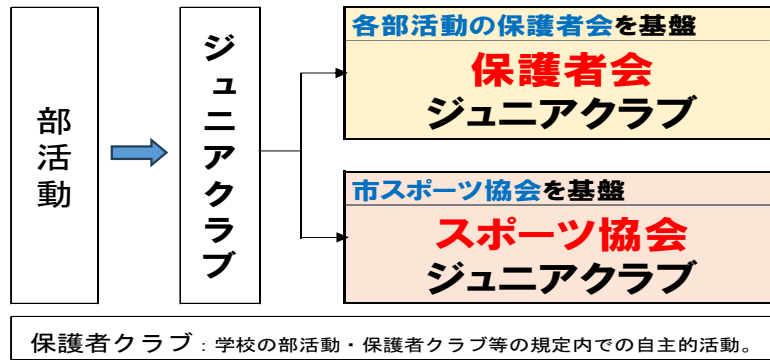 部活動
ジュニアクラブ
各部活動の保護者会を基盤
保護者会
ジュニアクラブ
市スポーツ協会を基盤
スポーツ協会
ジュニアクラブ
保護者クラブ：学校の部活動・保護者クラブ等の規定内での自主的活動。